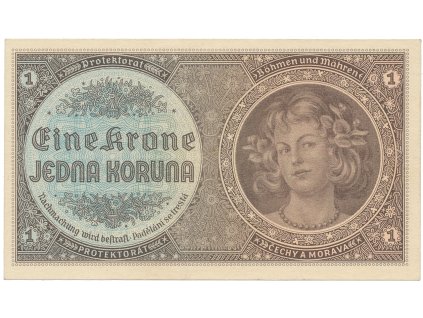 1 Protektorat Böhmen und Mähren 1
Eine Krone
JEDNA KORUNA
Nachmachung wird bestraft. Padělání se trestá
1 PROTEKTORÁT ČECHY A MORAVA 1